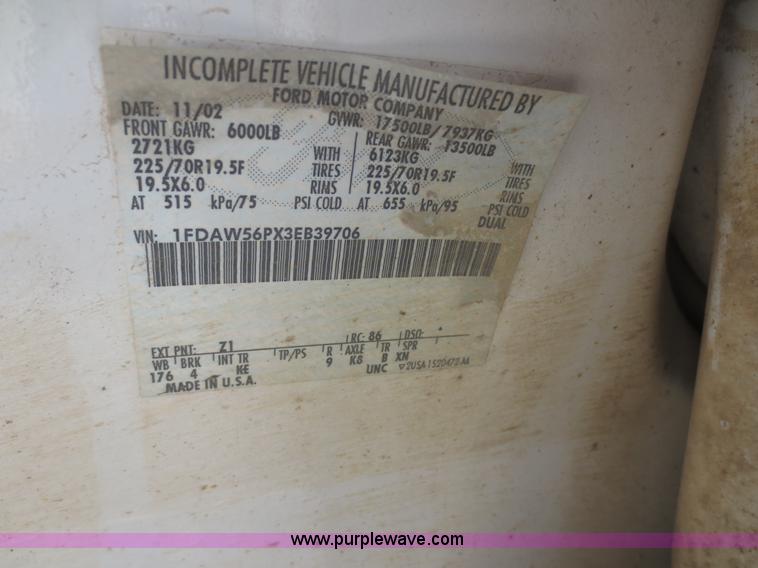 INCOMPLETE VEHICLE MANUFACTURED BY
FORD MOTOR COMPANY
DATE: 11/02 GVWR: 17500LB/7937KG
FRONT GAWR: 6000LB REAR GAWR: 13500LB
2721KG WITH 6123KG WITH
225/70R19.5F TIRES 225/70R19.5F TIRES
19.5X6.0 RINS 19.5X6.0 RINS
AT 515 kPa/75 PSI COLD AT 655 kPa/95 PSI COLD
DUAL
VIN: 1FDAW56PX3EB39706
EXT PNT: Z1 RC: 86 DSO:
WB BRK INT TR TP/PS R AXLE TR SPR
176 4 KE 9 K8 B XN
UNC
MADE IN U.S.A.
www.purplewave.com